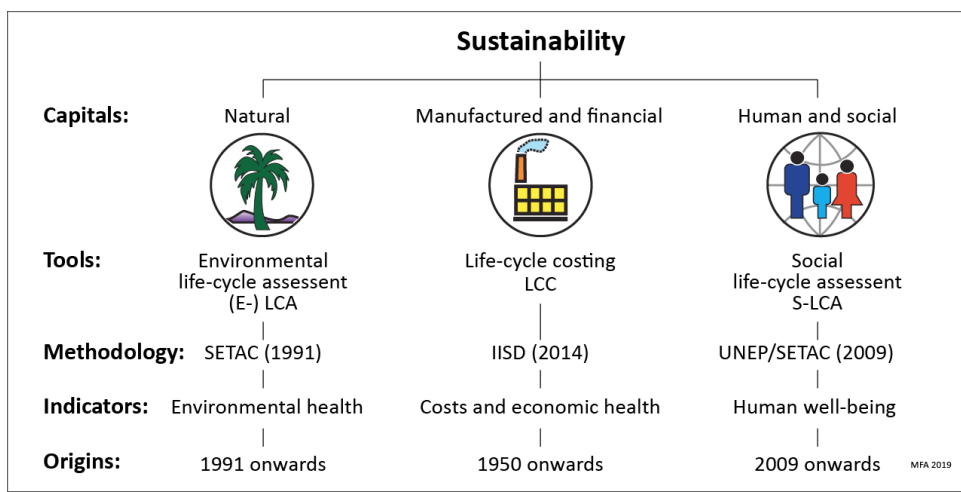 Sustainability
Capitals: Natural Manufactured and financial Human and social
Tools: Environmental life-cycle assessent (E-) LCA
Life-cycle costing LCC
Social life-cycle assessent S-LCA
Methodology: SETAC (1991) IISD (2014) UNEP/SETAC (2009)
Indicators: Environmental health Costs and economic health Human well-being
Origins: 1991 onwards 1950 onwards 2009 onwards
MFA 2019